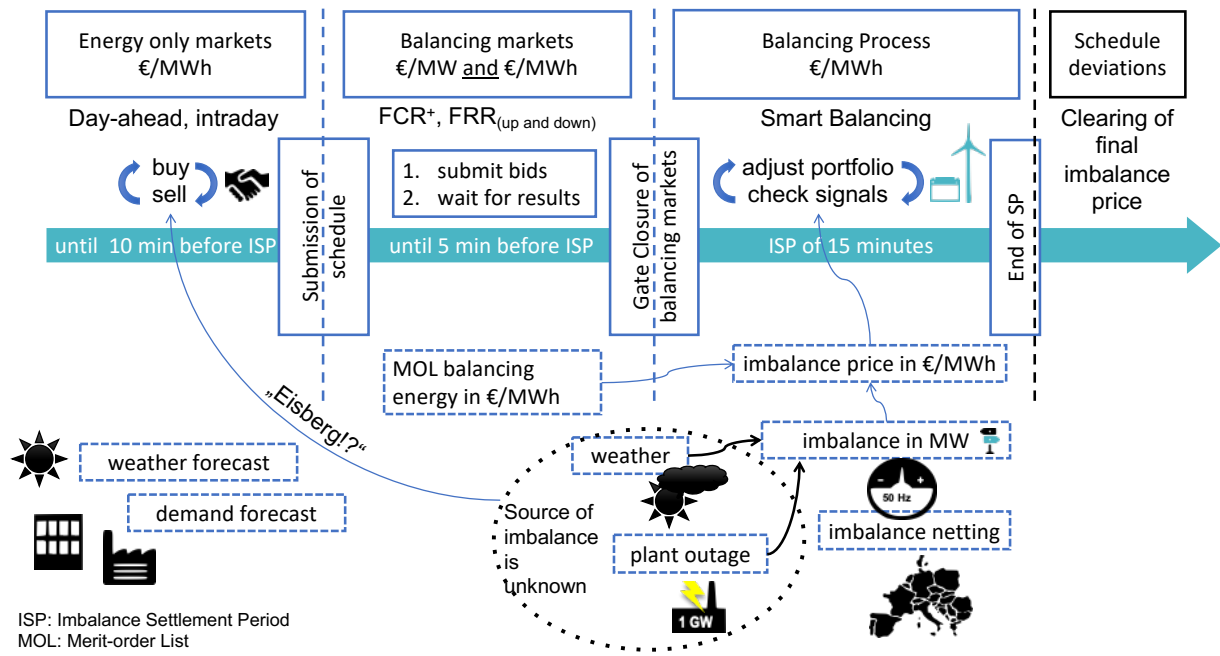 Energy only markets
€/MWh
Balancing markets
€/MW and €/MWh
Balancing Process
€/MWh
Schedule
deviations
Day-ahead, intraday
FCR⁺, FRR(up and down)
Smart Balancing
Clearing of
final
imbalance
price
buy
sell
1. submit bids
2. wait for results
adjust portfolio
check signals
until 10 min before ISP
Submission of
schedule
until 5 min before ISP
Gate Closure of
balancing markets
ISP of 15 minutes
End of SP
MOL balancing
energy in €/MWh
imbalance price in €/MWh
„Eisberg!?“
weather forecast
demand forecast
weather
imbalance in MW
- +
50 Hz
Source of
imbalance
is
unknown
plant outage
imbalance netting
1 GW
ISP: Imbalance Settlement Period
MOL: Merit-order List